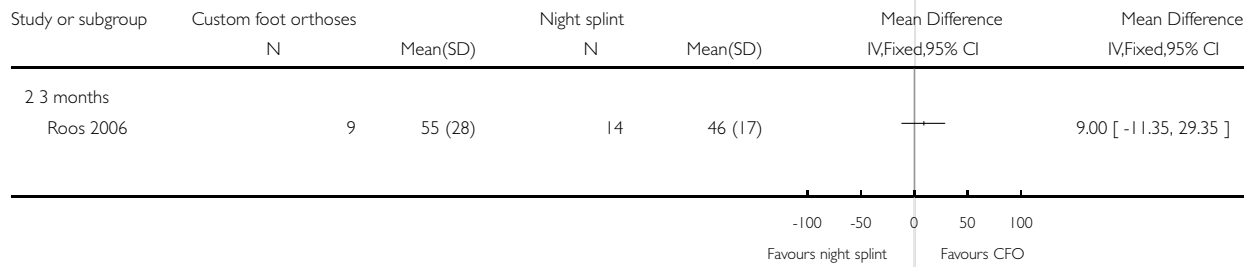 Study or subgroup Custom foot orthoses Night splint Mean Difference Mean Difference
N Mean(SD) N Mean(SD) IV,Fixed,95% CI IV,Fixed,95% CI
2 3 months
Roos 2006 9 55 (28) 14 46 (17) 9.00 [ -11.35, 29.35 ]
-100 -50 0 50 100
Favours night splint Favours CFO